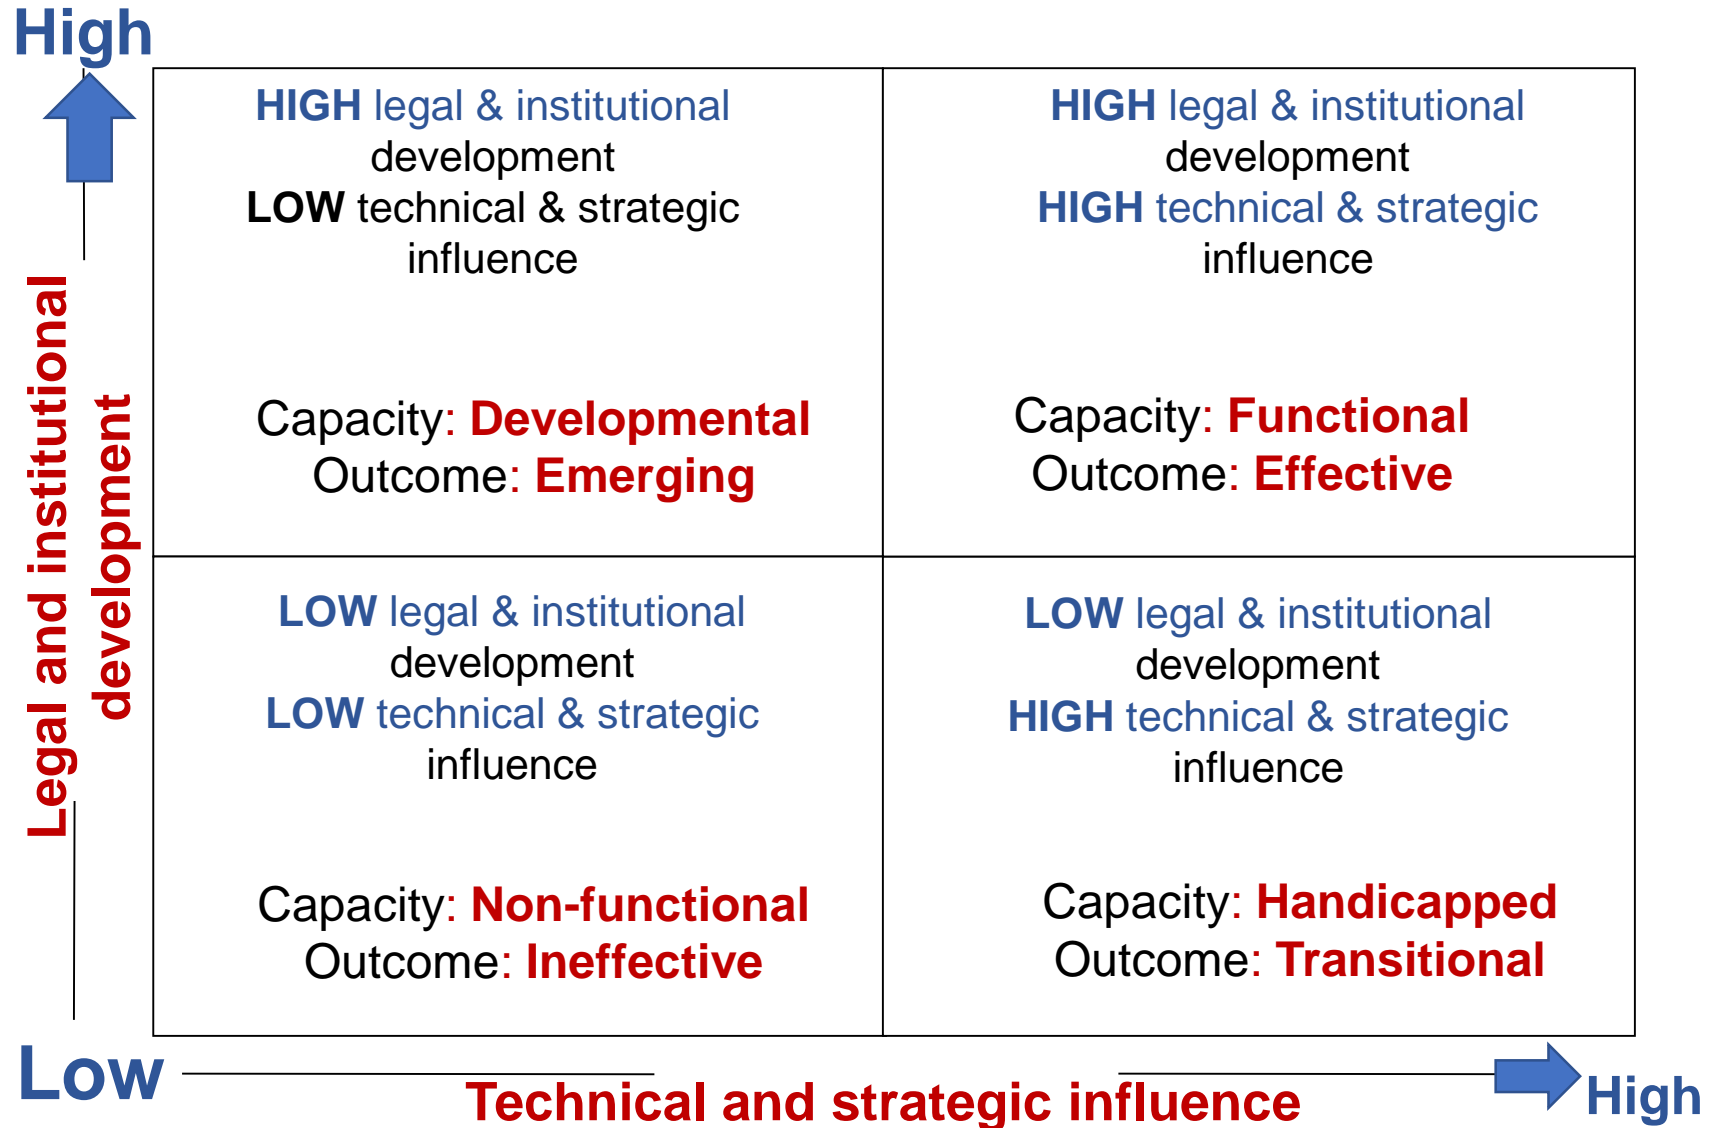 High
HIGH legal & institutional
development
LOW technical & strategic
influence
Capacity: Developmental
Outcome: Emerging
HIGH legal & institutional
development
HIGH technical & strategic
influence
Capacity: Functional
Outcome: Effective
Legal and institutional
development
LOW legal & institutional
development
LOW technical & strategic
influence
Capacity: Non-functional
Outcome: Ineffective
LOW legal & institutional
development
HIGH technical & strategic
influence
Capacity: Handicapped
Outcome: Transitional
Low
Technical and strategic influence
High